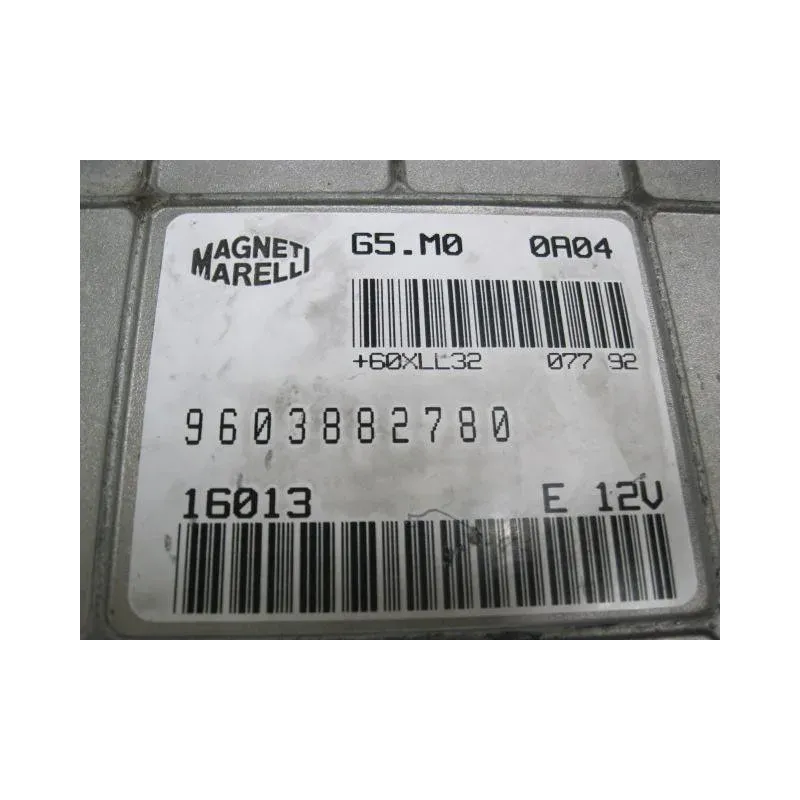 MAGNETI MARELLI G5.M0 0A04
+60XLL32 077 92
9603882780
16013 E 12V